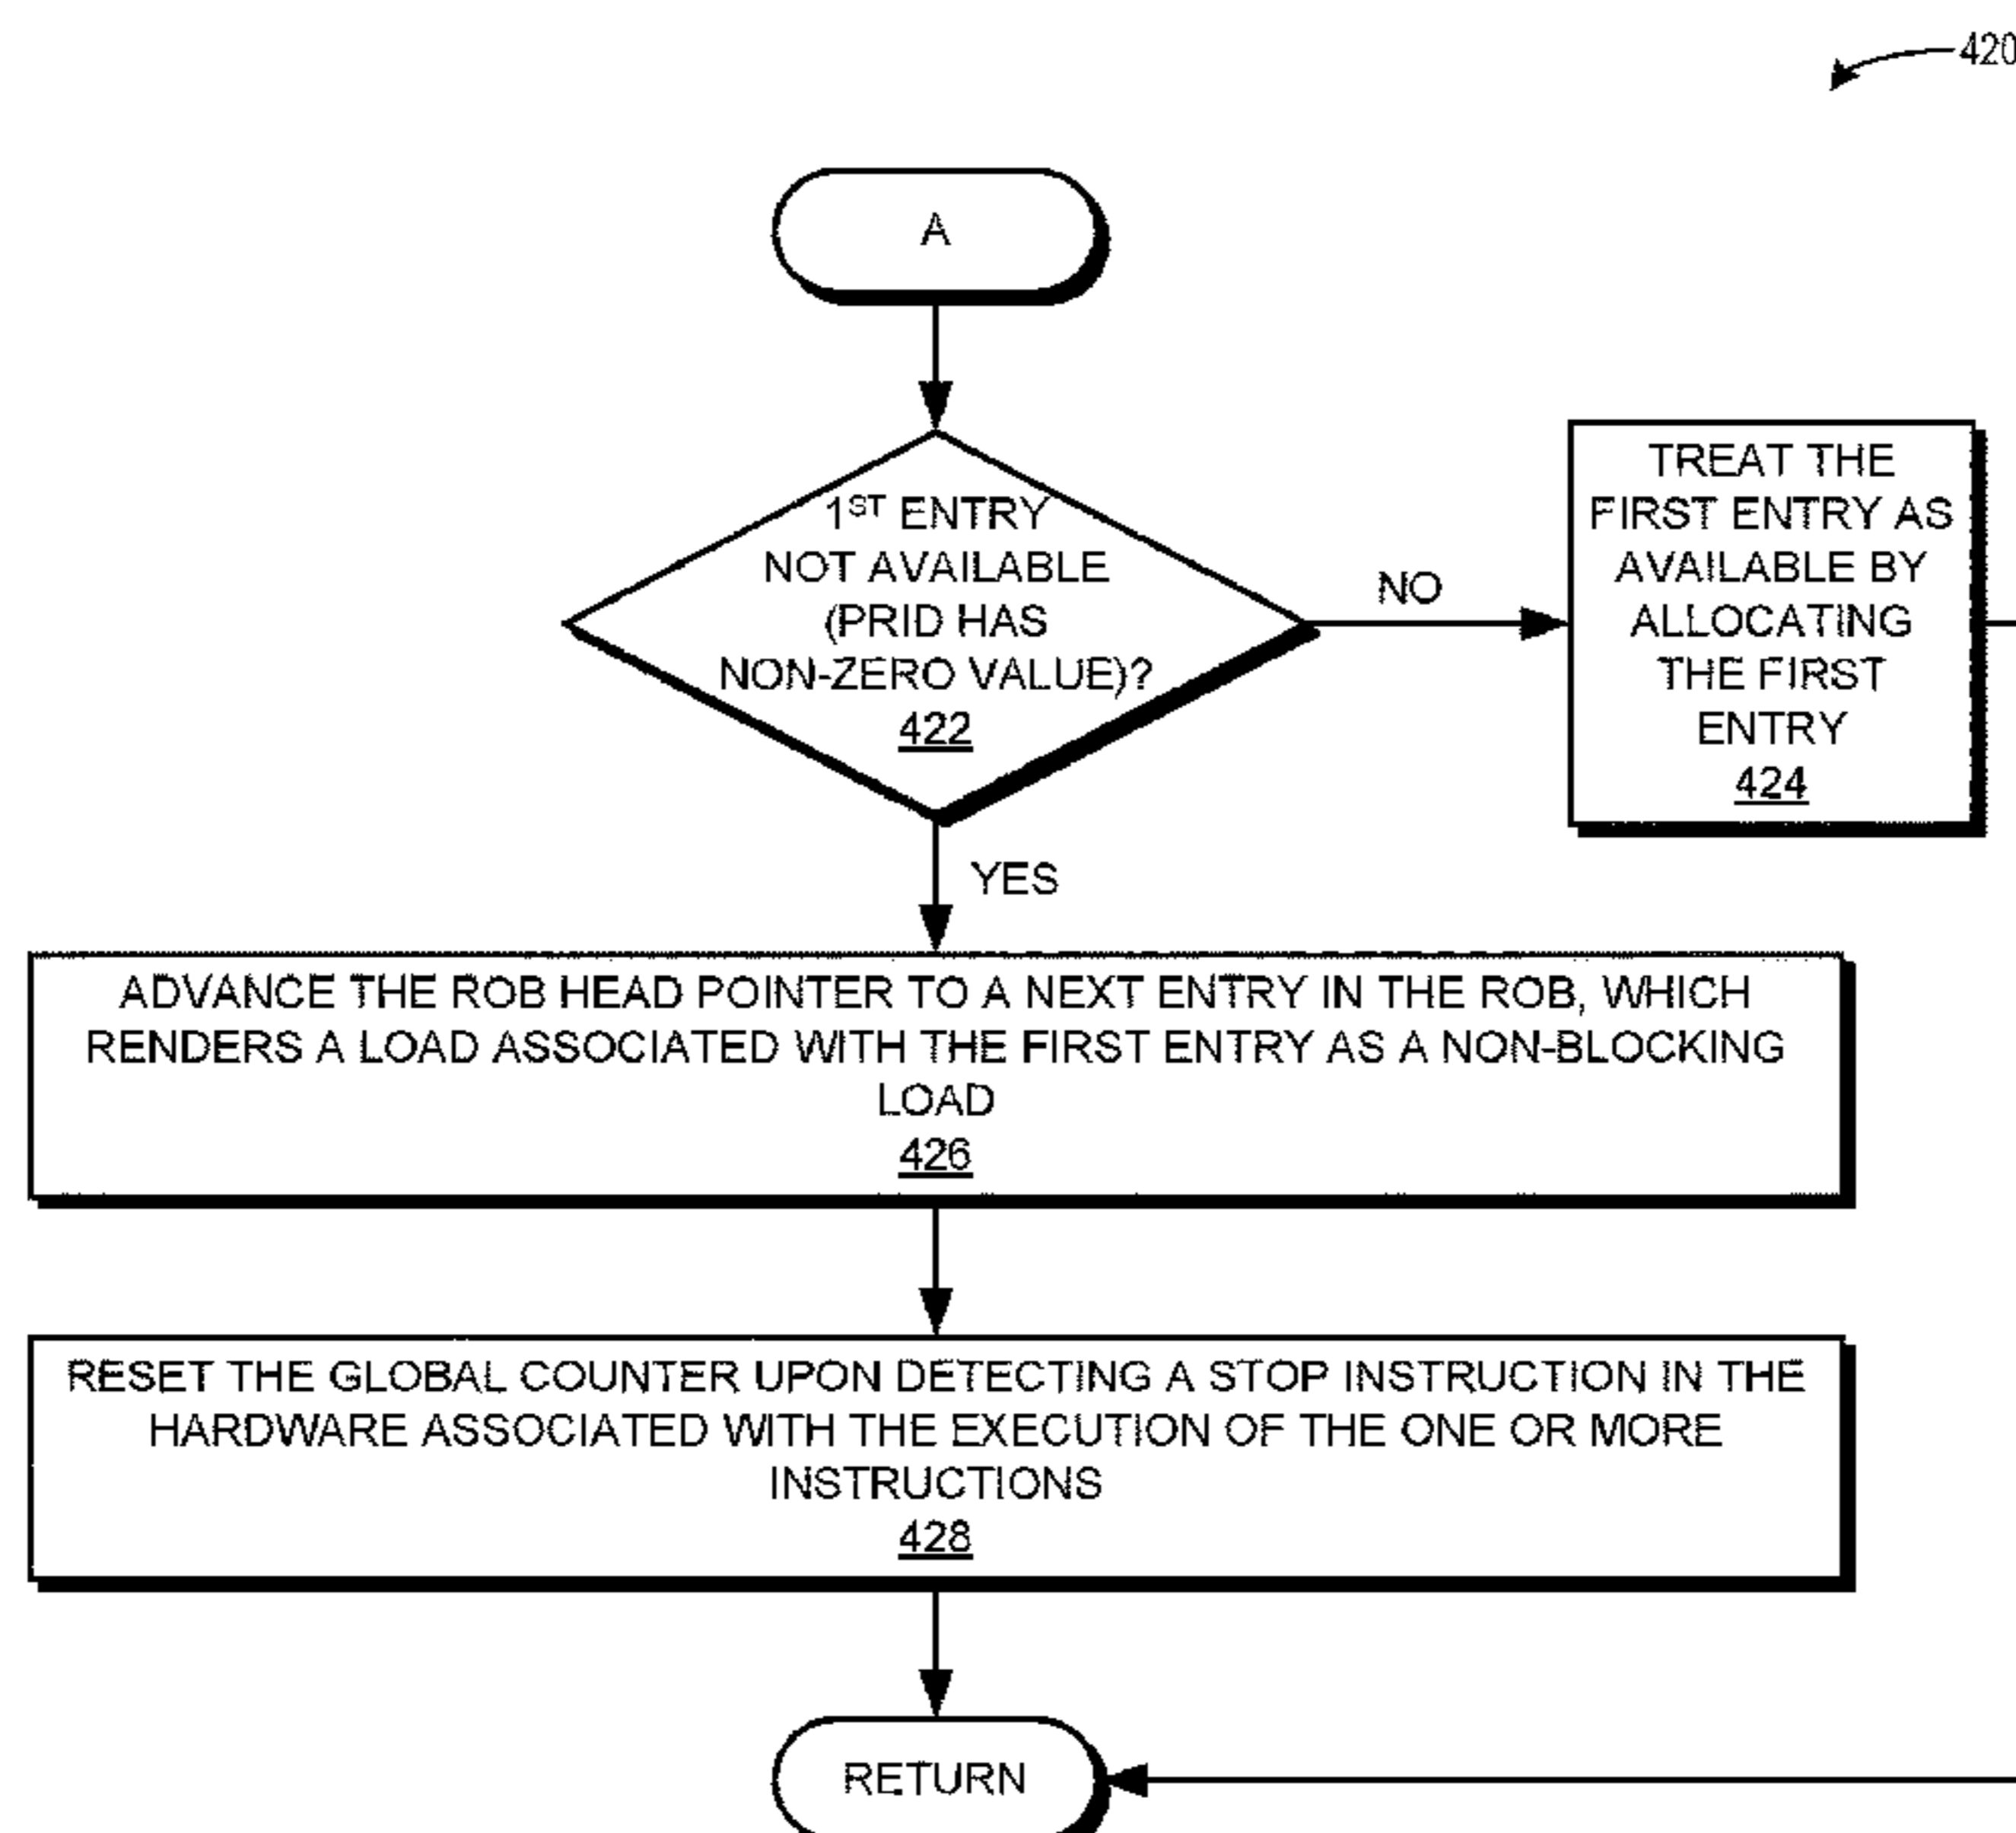 420
A
1ST ENTRY
NOT AVAILABLE
(PRID HAS
NON-ZERO VALUE)?
422
NO
TREAT THE
FIRST ENTRY AS
AVAILABLE BY
ALLOCATING
THE FIRST
ENTRY
424
YES
ADVANCE THE ROB HEAD POINTER TO A NEXT ENTRY IN THE ROB, WHICH
RENDERS A LOAD ASSOCIATED WITH THE FIRST ENTRY AS A NON-BLOCKING
LOAD
426
RESET THE GLOBAL COUNTER UPON DETECTING A STOP INSTRUCTION IN THE
HARDWARE ASSOCIATED WITH THE EXECUTION OF THE ONE OR MORE
INSTRUCTIONS
428
RETURN